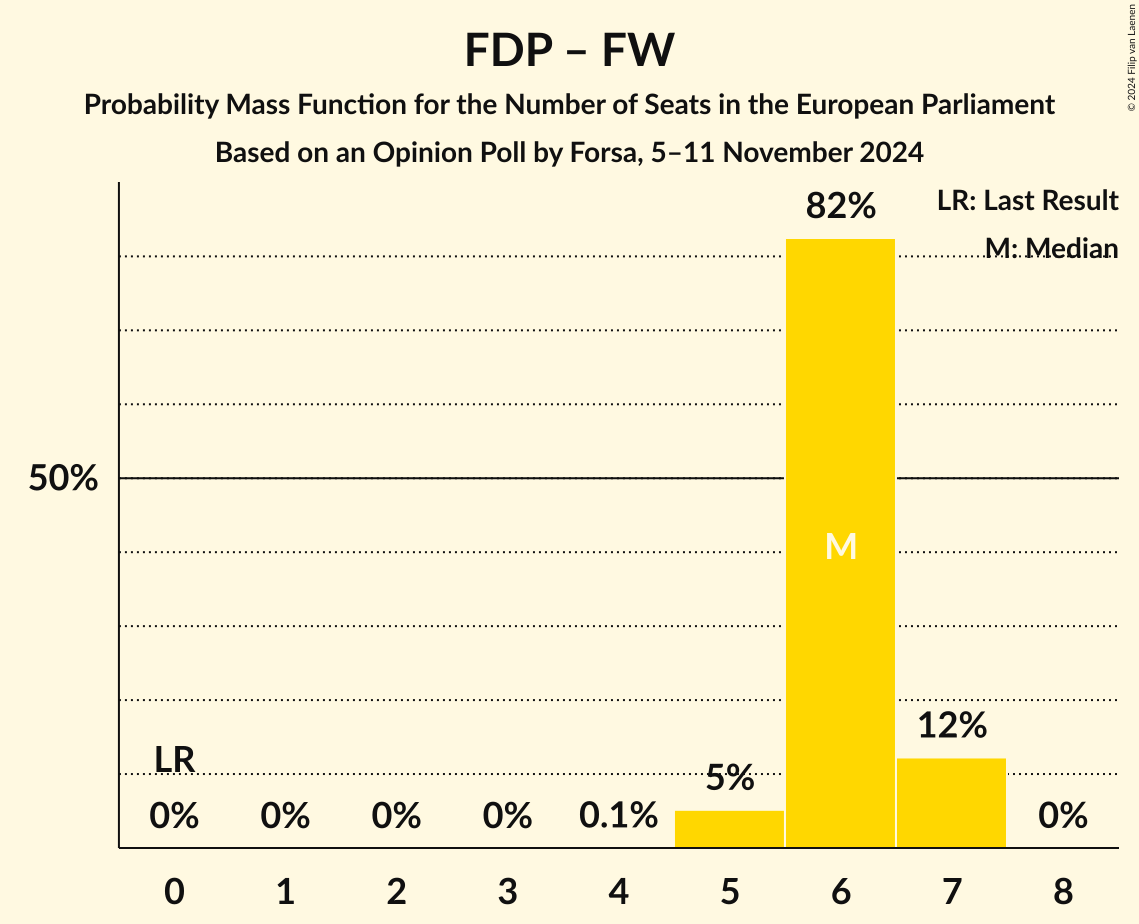 FDP – FW
Probability Mass Function for the Number of Seats in the European Parliament
Based on an Opinion Poll by Forsa, 5–11 November 2024
© 2024 Filip van Laenen
LR: Last Result
M: Median
82%
50%
M
12%
LR
5%
0% 0% 0% 0% 0.1% 0%
0 1 2 3 4 5 6 7 8